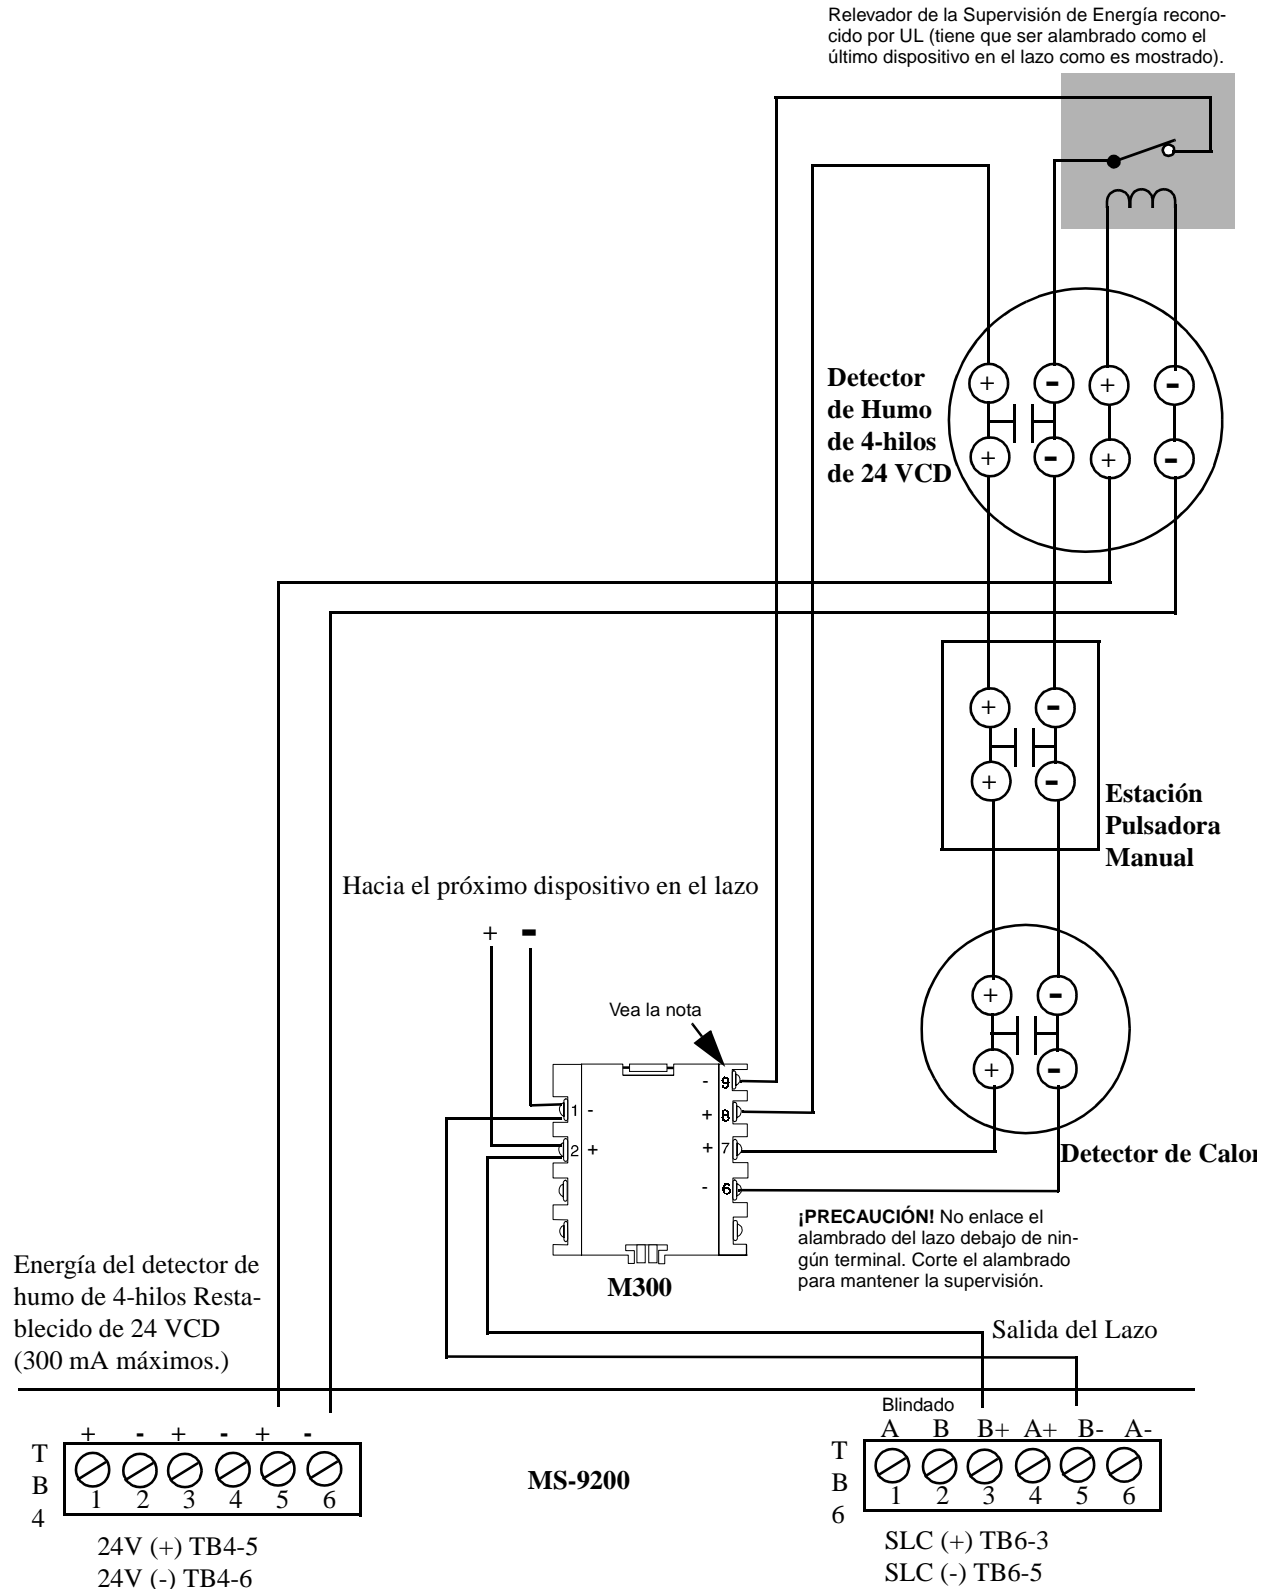 Relevador de la Supervisión de Energía recono-
cido por UL (tiene que ser alambrado como el
último dispositivo en el lazo como es mostrado).
Detector
de Humo
de 4-hilos
de 24 VCD
+ - + -
+ - + -
+ -
+ -
Estación
Pulsadora
Manual
Hacia el próximo dispositivo en el lazo
+ -
+ -
+ -
Vea la nota
Detector de Calor
- 9
1 - + 8
2 + + 7
- 6
¡PRECAUCIÓN! No enlace el
alambrado del lazo debajo de nin-
gún terminal. Corte el alambrado
para mantener la supervisión.
M300
Energía del detector de
humo de 4-hilos Resta-
blecido de 24 VCD
(300 mA máximos.)
Salida del Lazo
+ - + - + -
TB4
1 2 3 4 5 6
24V (+) TB4-5
24V (-) TB4-6
MS-9200
Blindado
A B B+ A+ B- A-
TB6
1 2 3 4 5 6
SLC (+) TB6-3
SLC (-) TB6-5